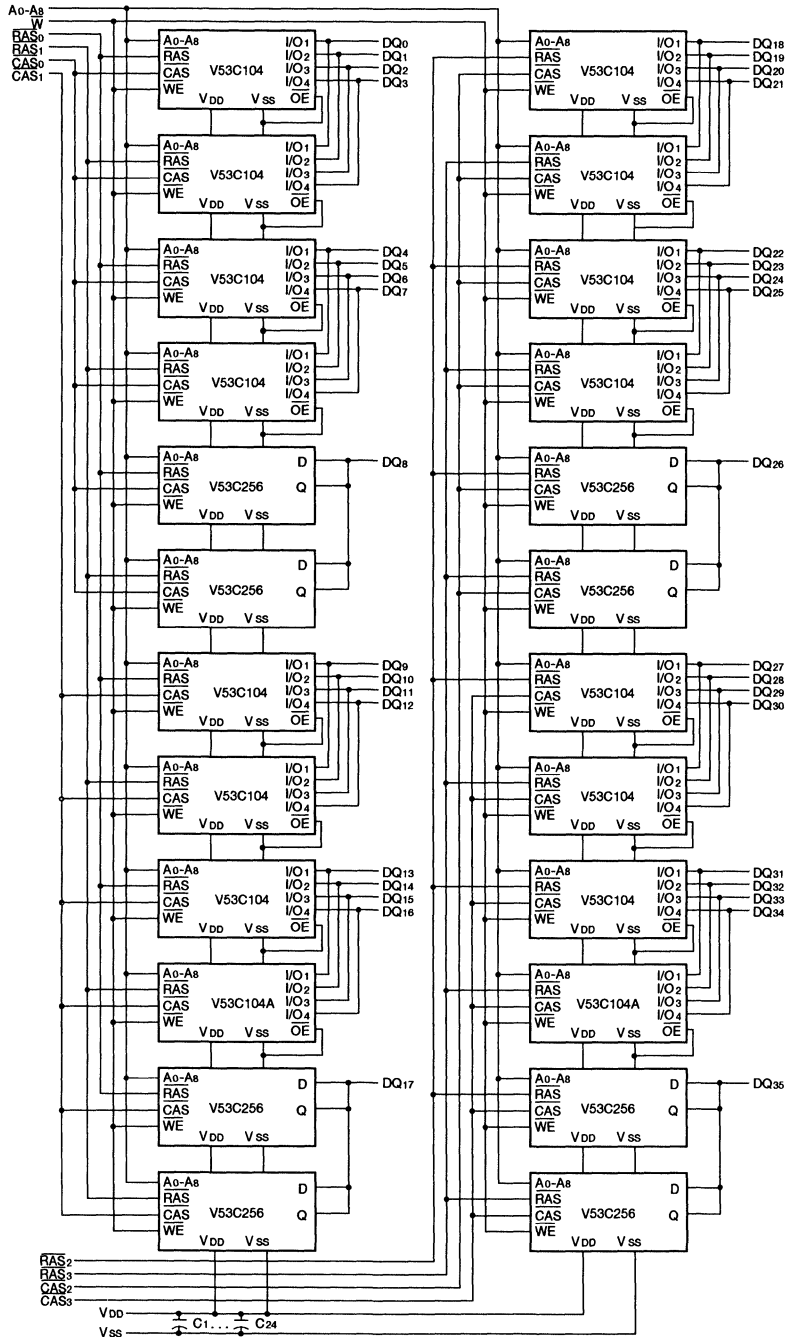 A0-A8
W
RAS0
RAS1
CAS0
CAS1
A0-A8 I/O1 DQ0
RAS I/O2 DQ1
CAS V53C104 I/O3 DQ2
WE I/O4 DQ3
VDD VSS OE
A0-A8 I/O1
RAS I/O2
CAS V53C104 I/O3
WE I/O4
VDD VSS OE
A0-A8 I/O1 DQ4
RAS I/O2 DQ5
CAS V53C104 I/O3 DQ6
WE I/O4 DQ7
VDD VSS OE
A0-A8 I/O1
RAS I/O2
CAS V53C104 I/O3
WE I/O4
VDD VSS OE
A0-A8 D DQ8
RAS
CAS V53C256 Q
WE
VDD VSS
A0-A8 D
RAS
CAS V53C256 Q
WE
VDD VSS
A0-A8 I/O1 DQ9
RAS I/O2 DQ10
CAS V53C104 I/O3 DQ11
WE I/O4 DQ12
VDD VSS OE
A0-A8 I/O1
RAS I/O2
CAS V53C104 I/O3
WE I/O4
VDD VSS OE
A0-A8 I/O1 DQ13
RAS I/O2 DQ14
CAS V53C104 I/O3 DQ15
WE I/O4 DQ16
VDD VSS OE
A0-A8 I/O1
RAS I/O2
CAS V53C104A I/O3
WE I/O4
VDD VSS OE
A0-A8 D DQ17
RAS
CAS V53C256 Q
WE
VDD VSS
A0-A8 D
RAS
CAS V53C256 Q
WE
VDD VSS
A0-A8 I/O1 DQ18
RAS I/O2 DQ19
CAS V53C104 I/O3 DQ20
WE I/O4 DQ21
VDD VSS OE
A0-A8 I/O1
RAS I/O2
CAS V53C104 I/O3
WE I/O4
VDD VSS OE
A0-A8 I/O1 DQ22
RAS I/O2 DQ23
CAS V53C104 I/O3 DQ24
WE I/O4 DQ25
VDD VSS OE
A0-A8 I/O1
RAS I/O2
CAS V53C104 I/O3
WE I/O4
VDD VSS OE
A0-A8 D DQ26
RAS
CAS V53C256 Q
WE
VDD VSS
A0-A8 D
RAS
CAS V53C256 Q
WE
VDD VSS
A0-A8 I/O1 DQ27
RAS I/O2 DQ28
CAS V53C104 I/O3 DQ29
WE I/O4 DQ30
VDD VSS OE
A0-A8 I/O1
RAS I/O2
CAS V53C104 I/O3
WE I/O4
VDD VSS OE
A0-A8 I/O1 DQ31
RAS I/O2 DQ32
CAS V53C104 I/O3 DQ33
WE I/O4 DQ34
VDD VSS OE
A0-A8 I/O1
RAS I/O2
CAS V53C104A I/O3
WE I/O4
VDD VSS OE
A0-A8 D DQ35
RAS
CAS V53C256 Q
WE
VDD VSS
A0-A8 D
RAS
CAS V53C256 Q
WE
VDD VSS
RAS2
RAS3
CAS2
CAS3
VDD
C1... C24
VSS